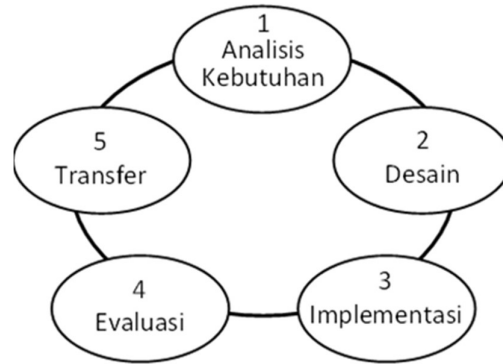 1
Analisis
Kebutuhan
2
Desain
3
Implementasi
4
Evaluasi
5
Transfer